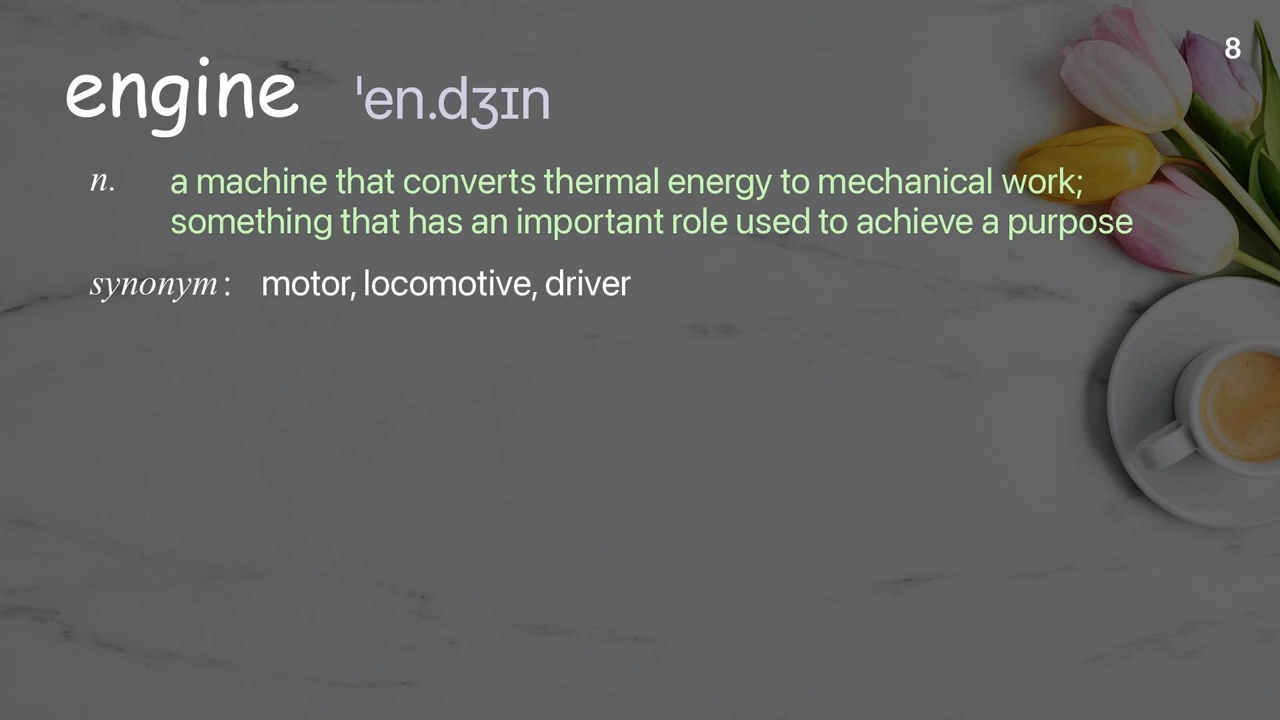 8
engine ˈen.dʒɪn
n. a machine that converts thermal energy to mechanical work;
something that has an important role used to achieve a purpose
synonym : motor, locomotive, driver